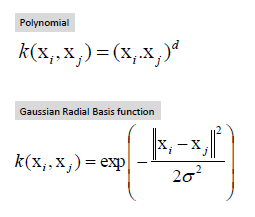 Polynomial
k(xᵢ, xⱼ) = (xᵢ.xⱼ)ᵈ
Gaussian Radial Basis function
k(xᵢ, xⱼ) = exp(−‖xᵢ − xⱼ‖² / 2σ²)